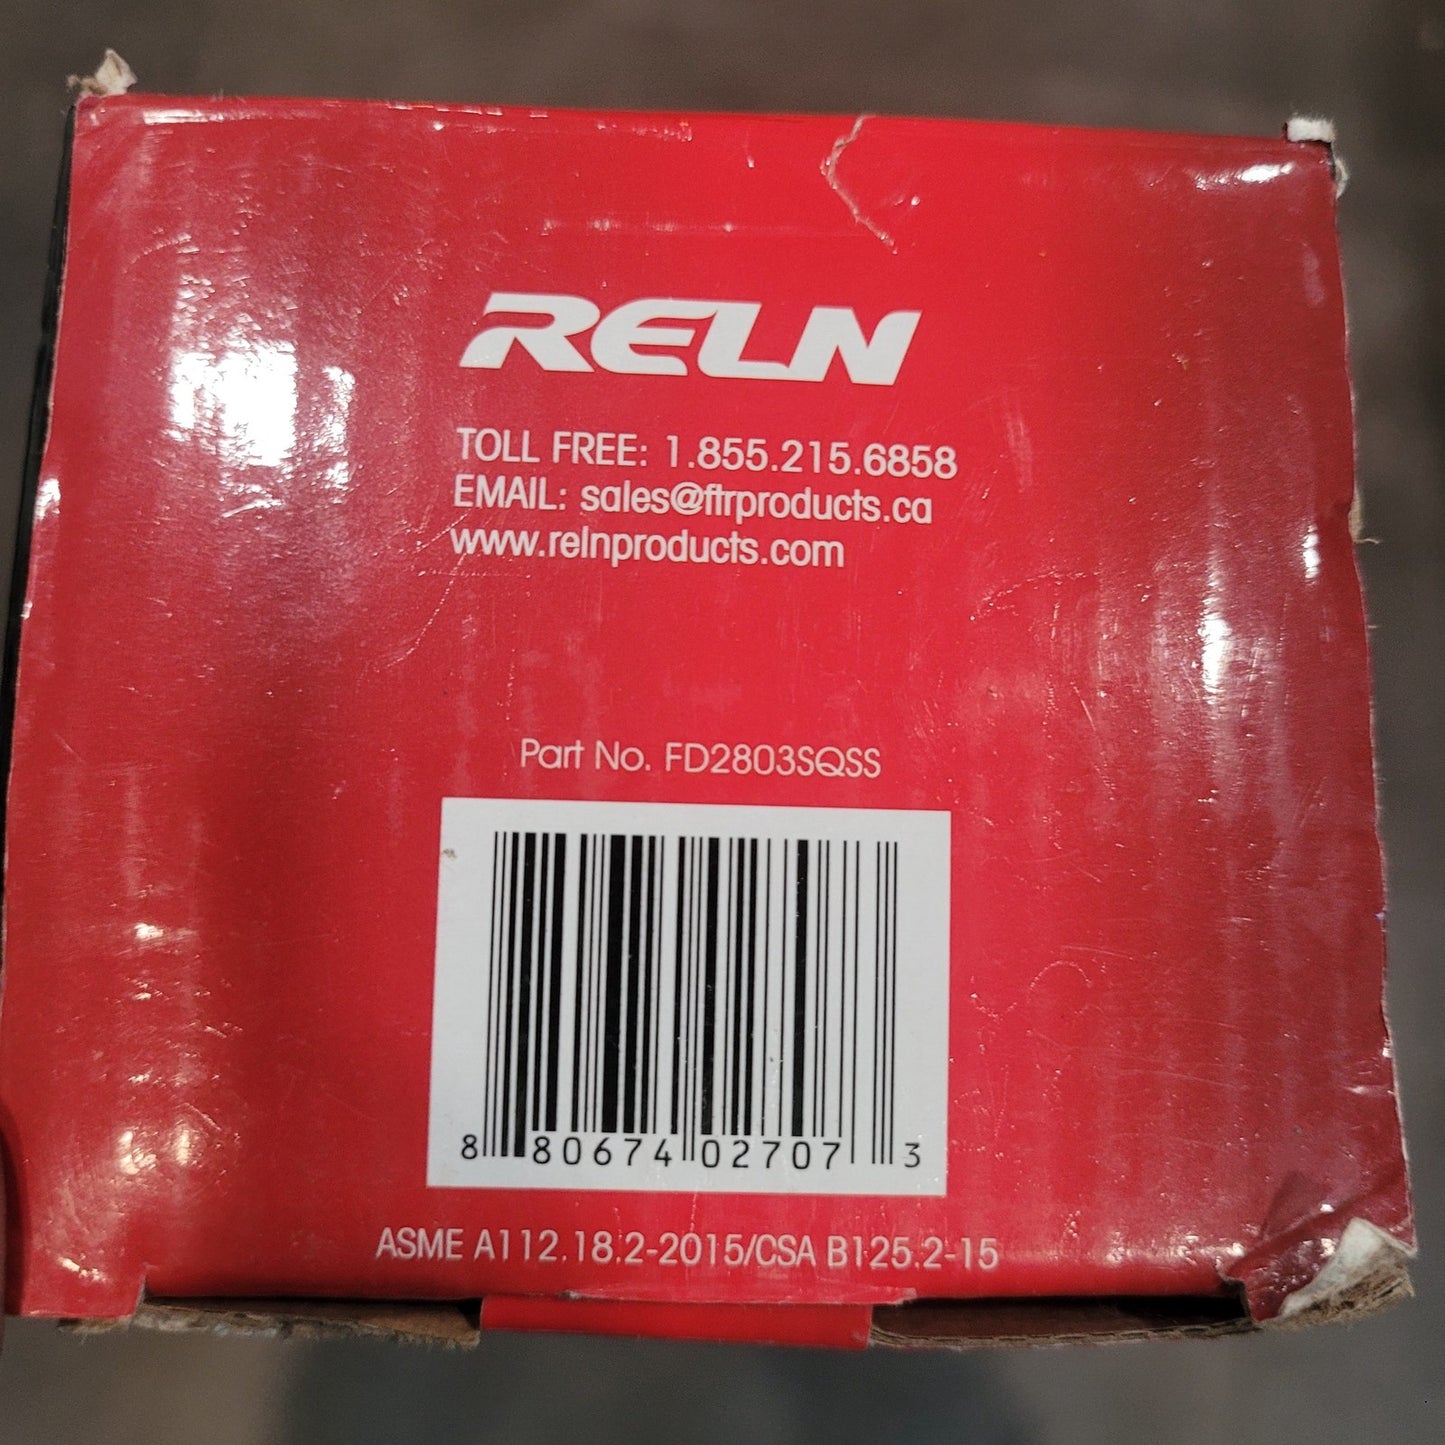 RELN
TOLL FREE: 1.855.215.6858
EMAIL: sales@ftrproducts.ca
www.relnproducts.com
Part No. FD2803SQSS
8 80674 02707 3
ASME A112.18.2-2015/CSA B125.2-15